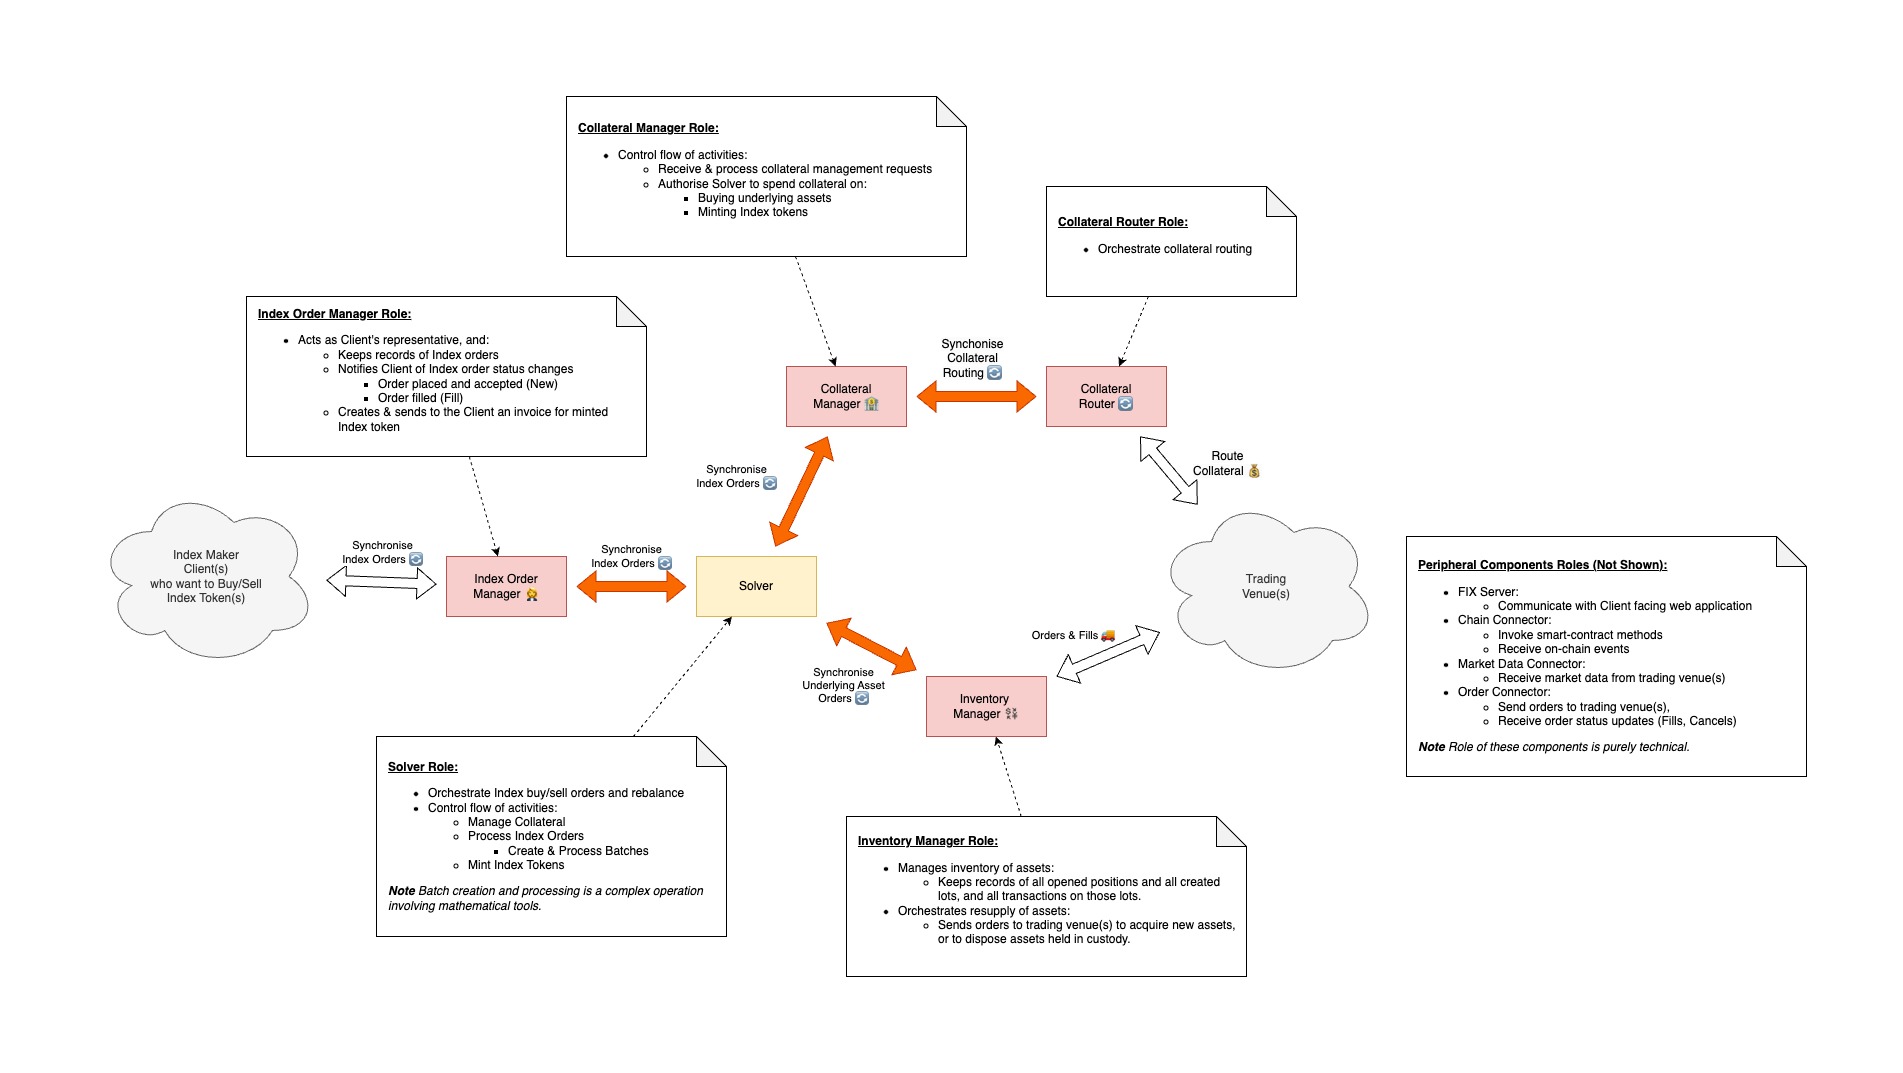 Collateral Manager Role:
Control flow of activities:
Receive & process collateral management requests
Authorise Solver to spend collateral on:
Buying underlying assets
Minting Index tokens
Collateral Router Role:
Orchestrate collateral routing
Index Order Manager Role:
Acts as Client's representative, and:
Keeps records of Index orders
Notifies Client of Index order status changes
Order placed and accepted (New)
Order filled (Fill)
Creates & sends to the Client an invoice for minted
Index token
Synchonise
Collateral
Routing
Collateral
Manager
Collateral
Router
Synchronise
Index Orders
Route
Collateral
Index Maker
Client(s)
who want to Buy/Sell
Index Token(s)
Synchronise
Index Orders
Index Order
Manager
Synchronise
Index Orders
Solver
Trading
Venue(s)
Orders & Fills
Synchronise
Underlying Asset
Orders
Inventory
Manager
Peripheral Components Roles (Not Shown):
FIX Server:
Communicate with Client facing web application
Chain Connector:
Invoke smart-contract methods
Receive on-chain events
Market Data Connector:
Receive market data from trading venue(s)
Order Connector:
Send orders to trading venue(s),
Receive order status updates (Fills, Cancels)
Note Role of these components is purely technical.
Solver Role:
Orchestrate Index buy/sell orders and rebalance
Control flow of activities:
Manage Collateral
Process Index Orders
Create & Process Batches
Mint Index Tokens
Note Batch creation and processing is a complex operation
involving mathematical tools.
Inventory Manager Role:
Manages inventory of assets:
Keeps records of all opened positions and all created
lots, and all transactions on those lots.
Orchestrates resupply of assets:
Sends orders to trading venue(s) to acquire new assets,
or to dispose assets held in custody.